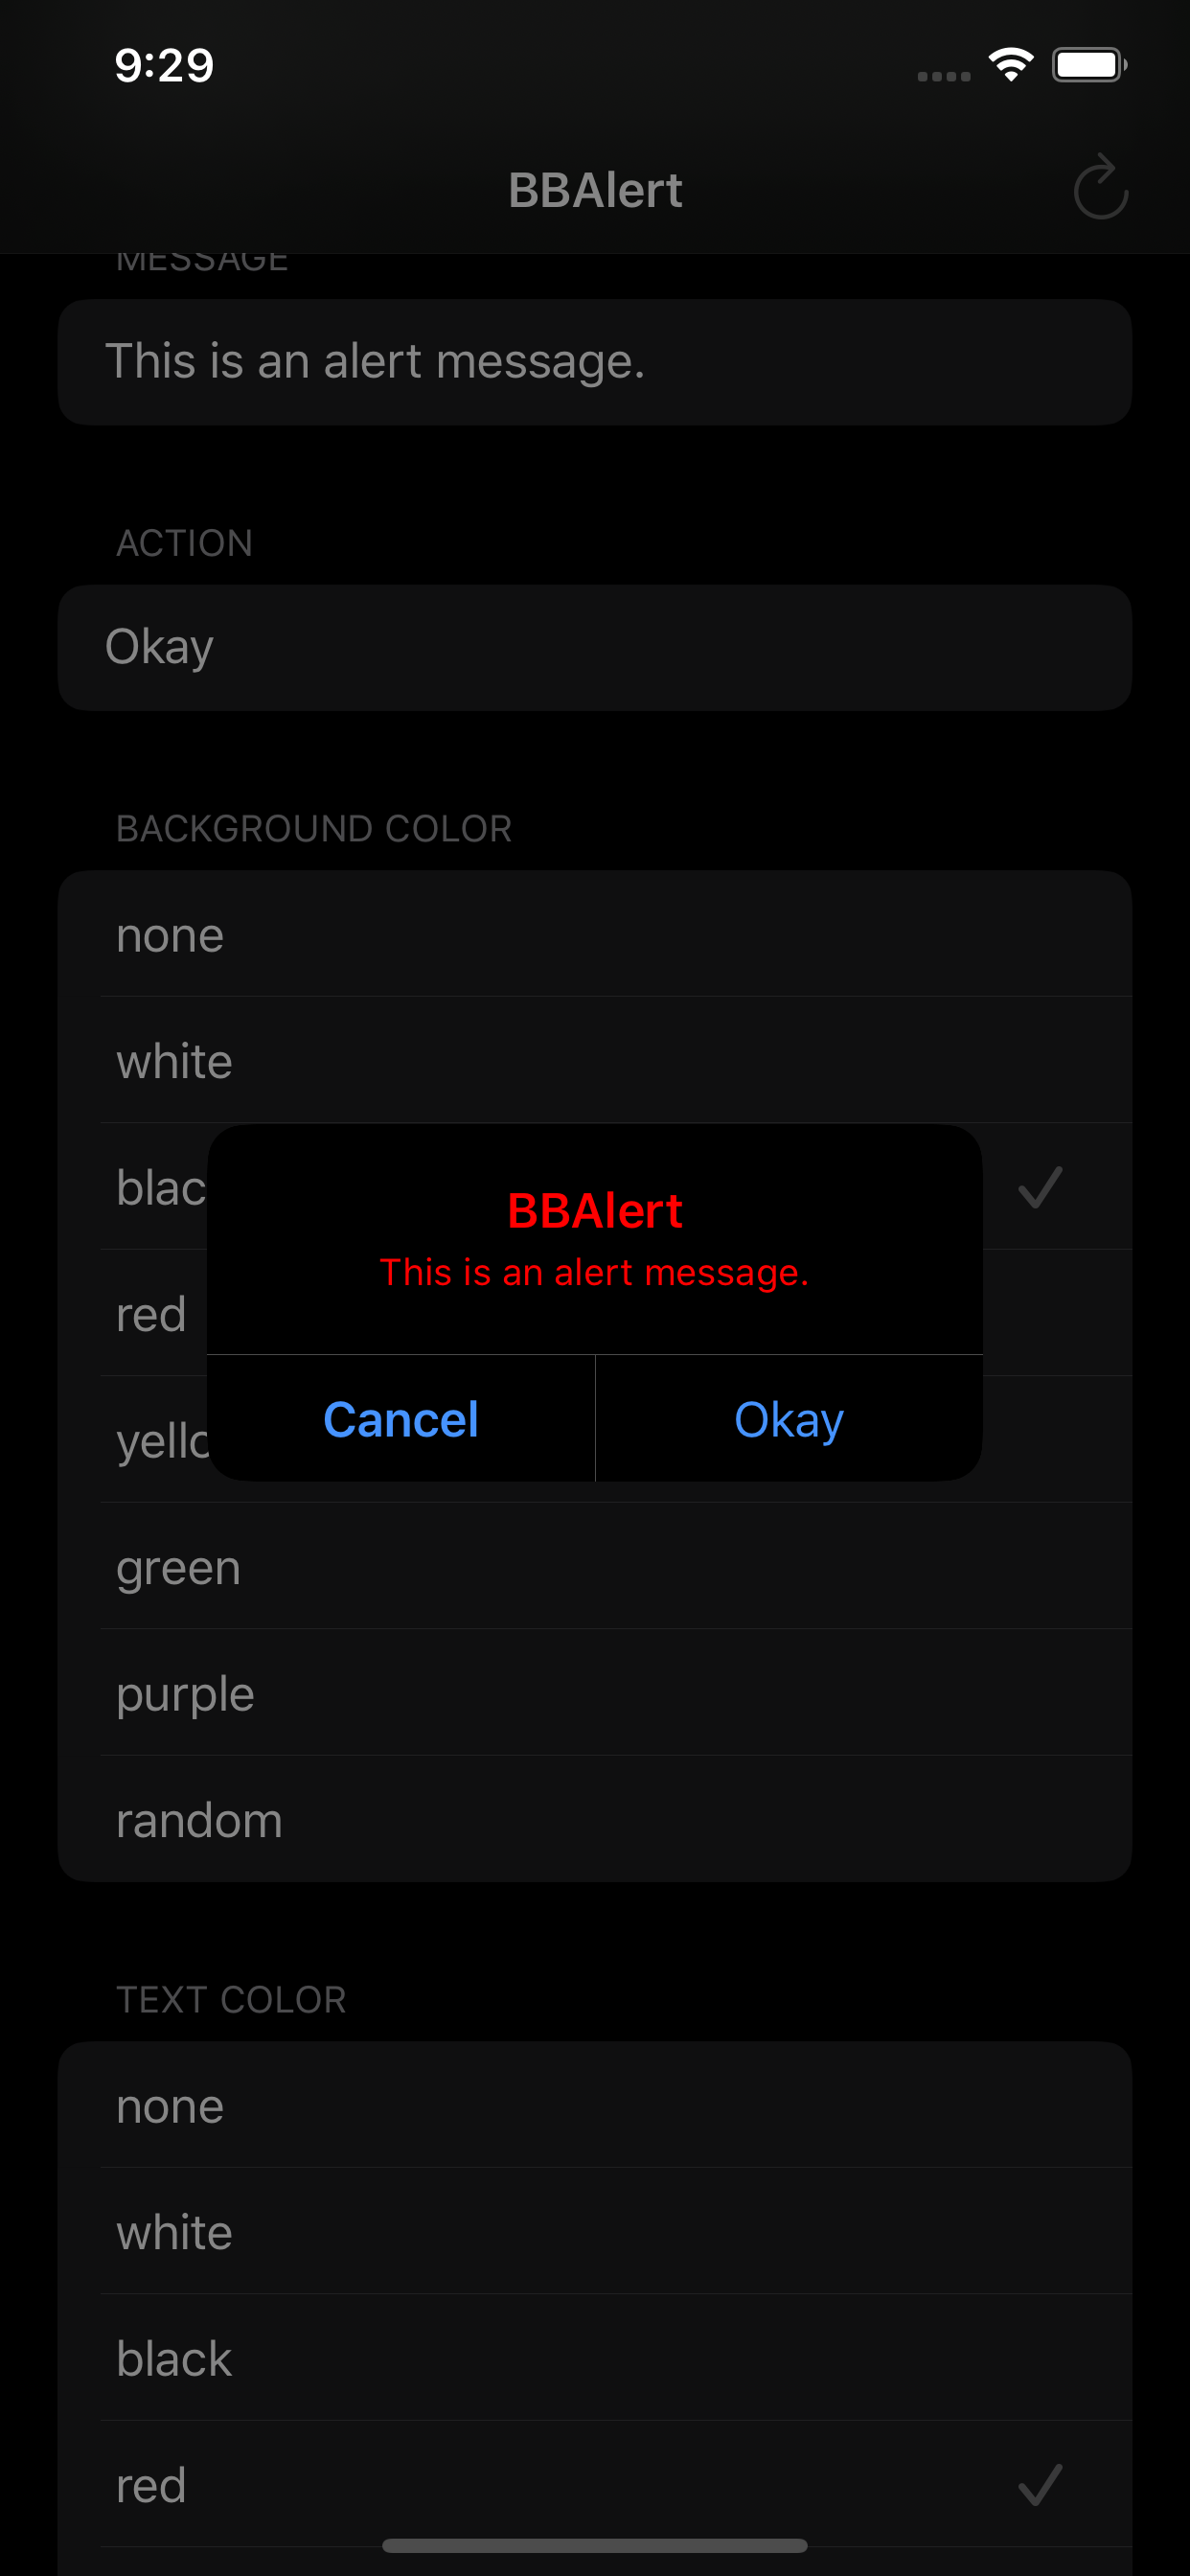 9:29
BBAlert
MESSAGE
This is an alert message.
ACTION
Okay
BACKGROUND COLOR
none
white
blac
BBAlert
This is an alert message.
red
Cancel
Okay
yello
green
purple
random
TEXT COLOR
none
white
black
red